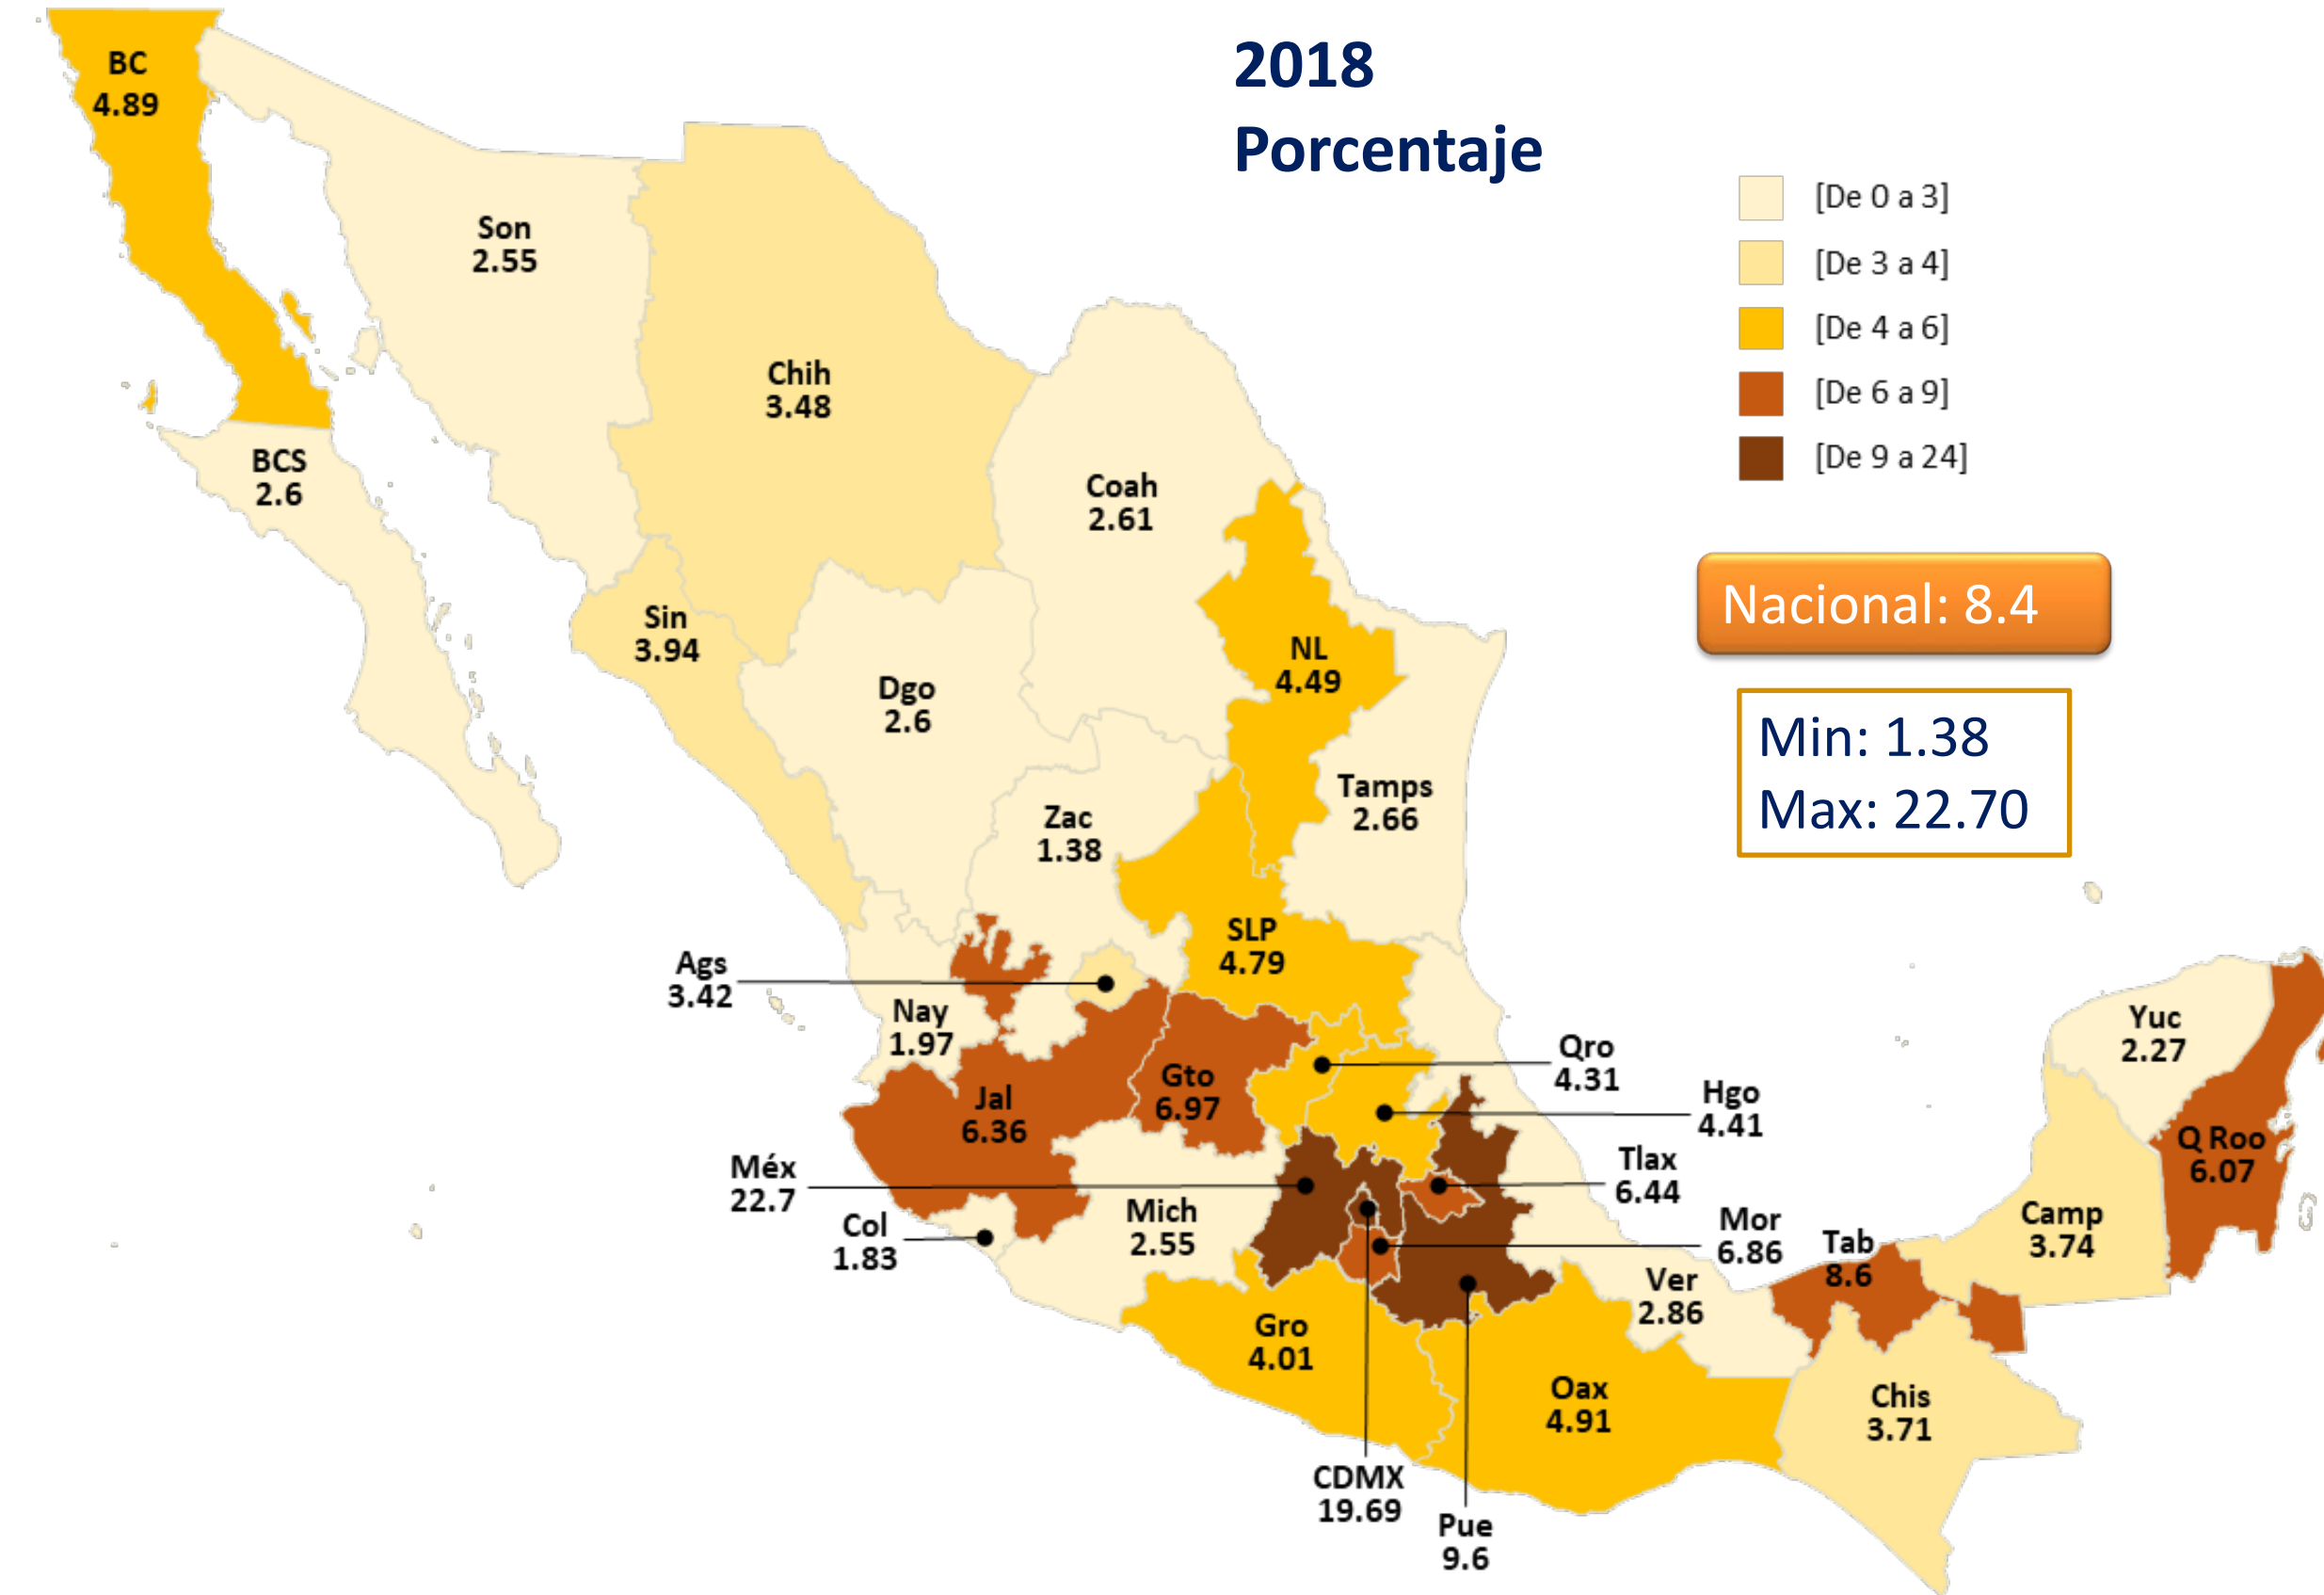 2018
Porcentaje
[De 0 a 3]
[De 3 a 4]
[De 4 a 6]
[De 6 a 9]
[De 9 a 24]
Nacional: 8.4
Min: 1.38
Max: 22.70
BC
4.89
Son
2.55
Chih
3.48
BCS
2.6
Coah
2.61
Sin
3.94
NL
4.49
Dgo
2.6
Tamps
2.66
Zac
1.38
SLP
4.79
Ags
3.42
Nay
1.97
Yuc
2.27
Qro
4.31
Gto
6.97
Jal
6.36
Hgo
4.41
Q Roo
6.07
Méx
22.7
Tlax
6.44
Col
1.83
Mich
2.55
Mor
6.86
Tab
8.6
Camp
3.74
Ver
2.86
Gro
4.01
Oax
4.91
Chis
3.71
CDMX
19.69
Pue
9.6